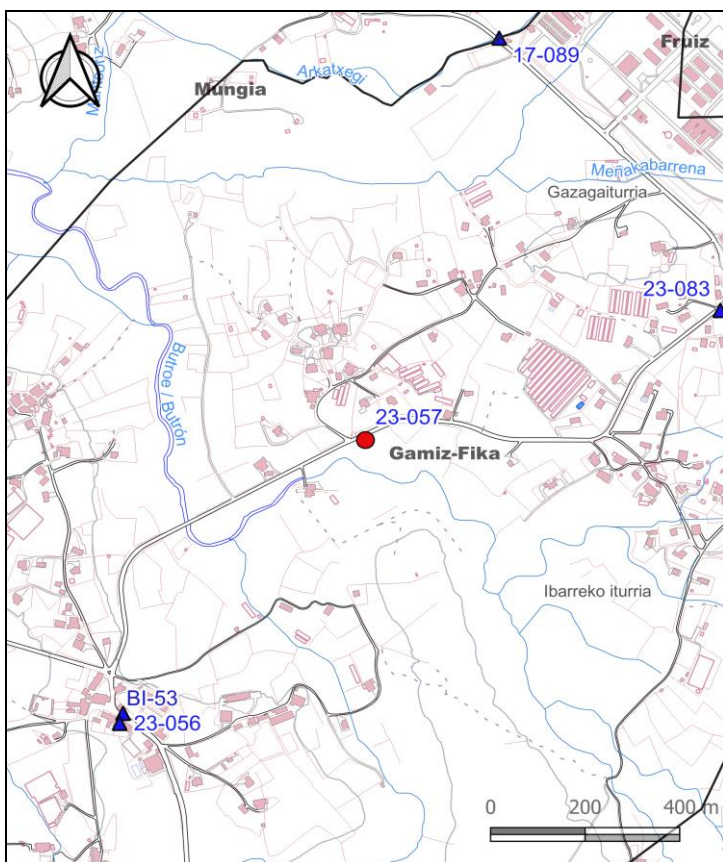 Fruiz
17-089
Arkatxegi
Mungia
Meñakabarrena
Gazagaiturria
23-083
Butroe / Butrón
23-057
Gamiz-Fika
Ibarreko iturria
BI-53
23-056
0 200 400 m